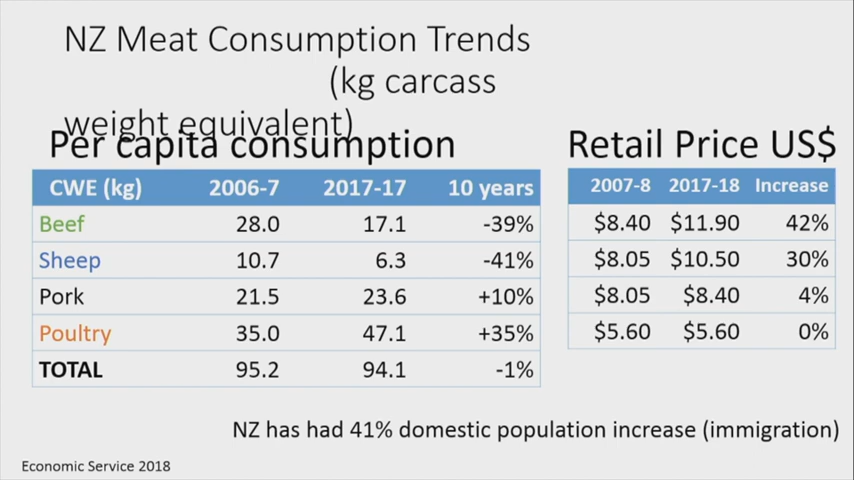 NZ Meat Consumption Trends
(kg carcass
weight equivalent)
Per capita consumption
CWE (kg) 2006-7 2017-17 10 years
Beef 28.0 17.1 -39%
Sheep 10.7 6.3 -41%
Pork 21.5 23.6 +10%
Poultry 35.0 47.1 +35%
TOTAL 95.2 94.1 -1%
Retail Price US$
2007-8 2017-18 Increase
$8.40 $11.90 42%
$8.05 $10.50 30%
$8.05 $8.40 4%
$5.60 $5.60 0%
NZ has had 41% domestic population increase (immigration)
Economic Service 2018